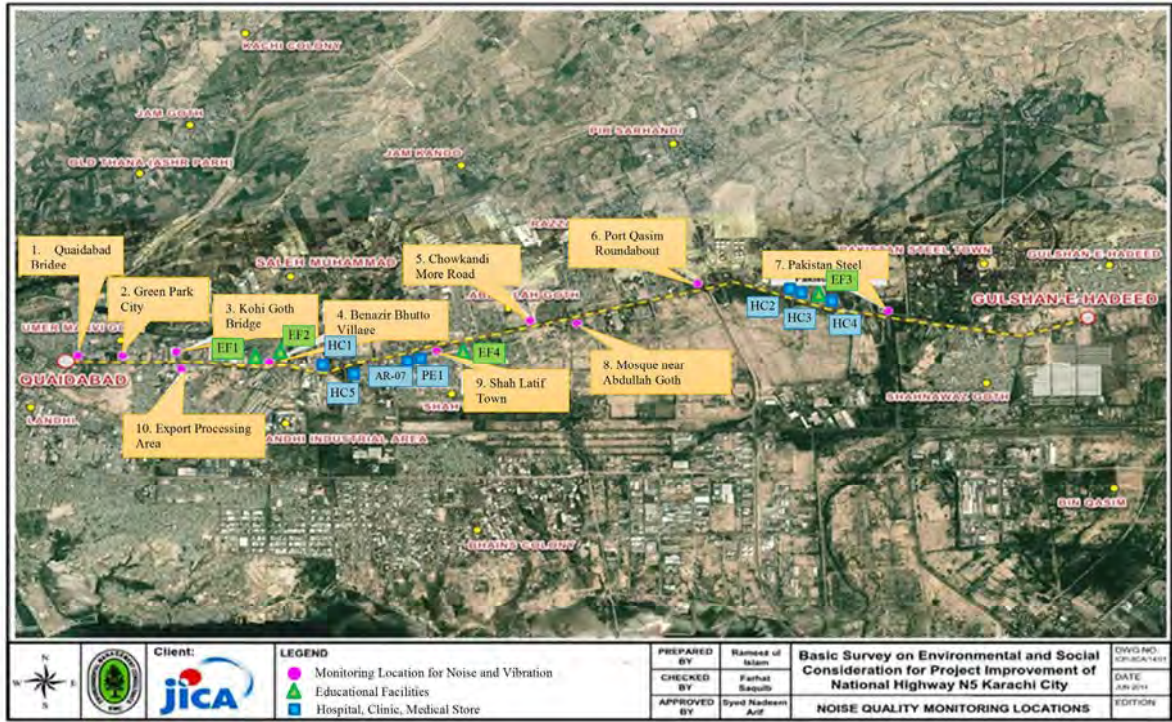 KACHI COLONY
JAM GOTH
PIR SARHANDI
OLD THANA (ASHR PARH)
JAM KANDO
1. Quaidabad
Bridge
2. Green Park
City
SALEH MUHAMMAD
3. Kohi Goth
Bridge
4. Benazir Bhutto
Village
5. Chowkandi
More Road
6. Port Qasim
Roundabout
7. Pakistan Steel
PAKISTAN STEEL TOWN
GULSHAN E HADEED
GULSHAN E HADEED
EF1
EF2
HC1
HC5
AR-07
PE1
EF4
HC2
HC3
EF3
HC4
8. Mosque near
Abdullah Goth
9. Shah Latif
Town
10. Export Processing
Area
QUAIDABAD
LANDHI
SHAH
SHAHNAWAZ GOTH
BIN QASIM
BHAINS COLONY
N
W
E
S
Client:
jica
LEGEND
Monitoring Location for Noise and Vibration
Educational Facilities
Hospital, Clinic, Medical Store
PREPARED BY
Rameez ul Islam
CHECKED BY
Farhat Saquib
APPROVED BY
Syed Nadeem Arif
Basic Survey on Environmental and Social
Consideration for Project Improvement of
National Highway N5 Karachi City
NOISE QUALITY MONITORING LOCATIONS
DWG NO.
DATE
EDITION